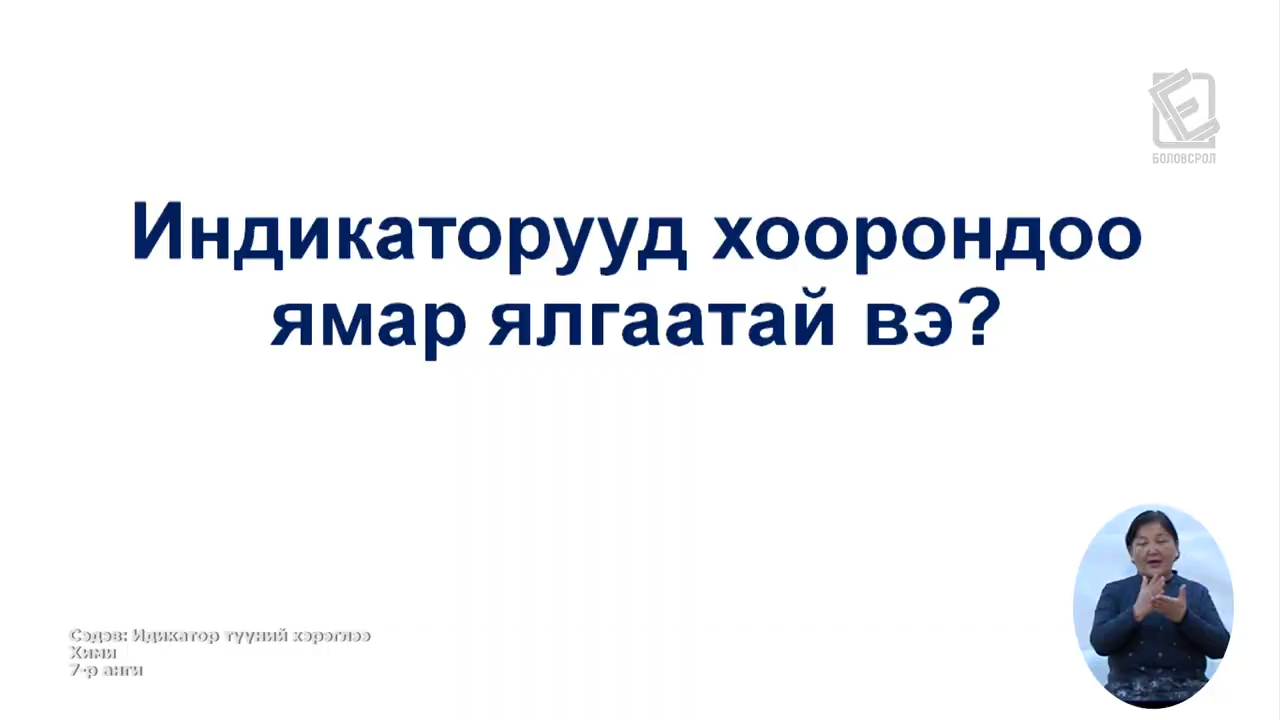 БОЛОВСРОЛ
Индикаторууд хоорондоо
ямар ялгаатай вэ?
Сэдэв: Идикатор түүний хэрэглээ
Хими
7-р анги